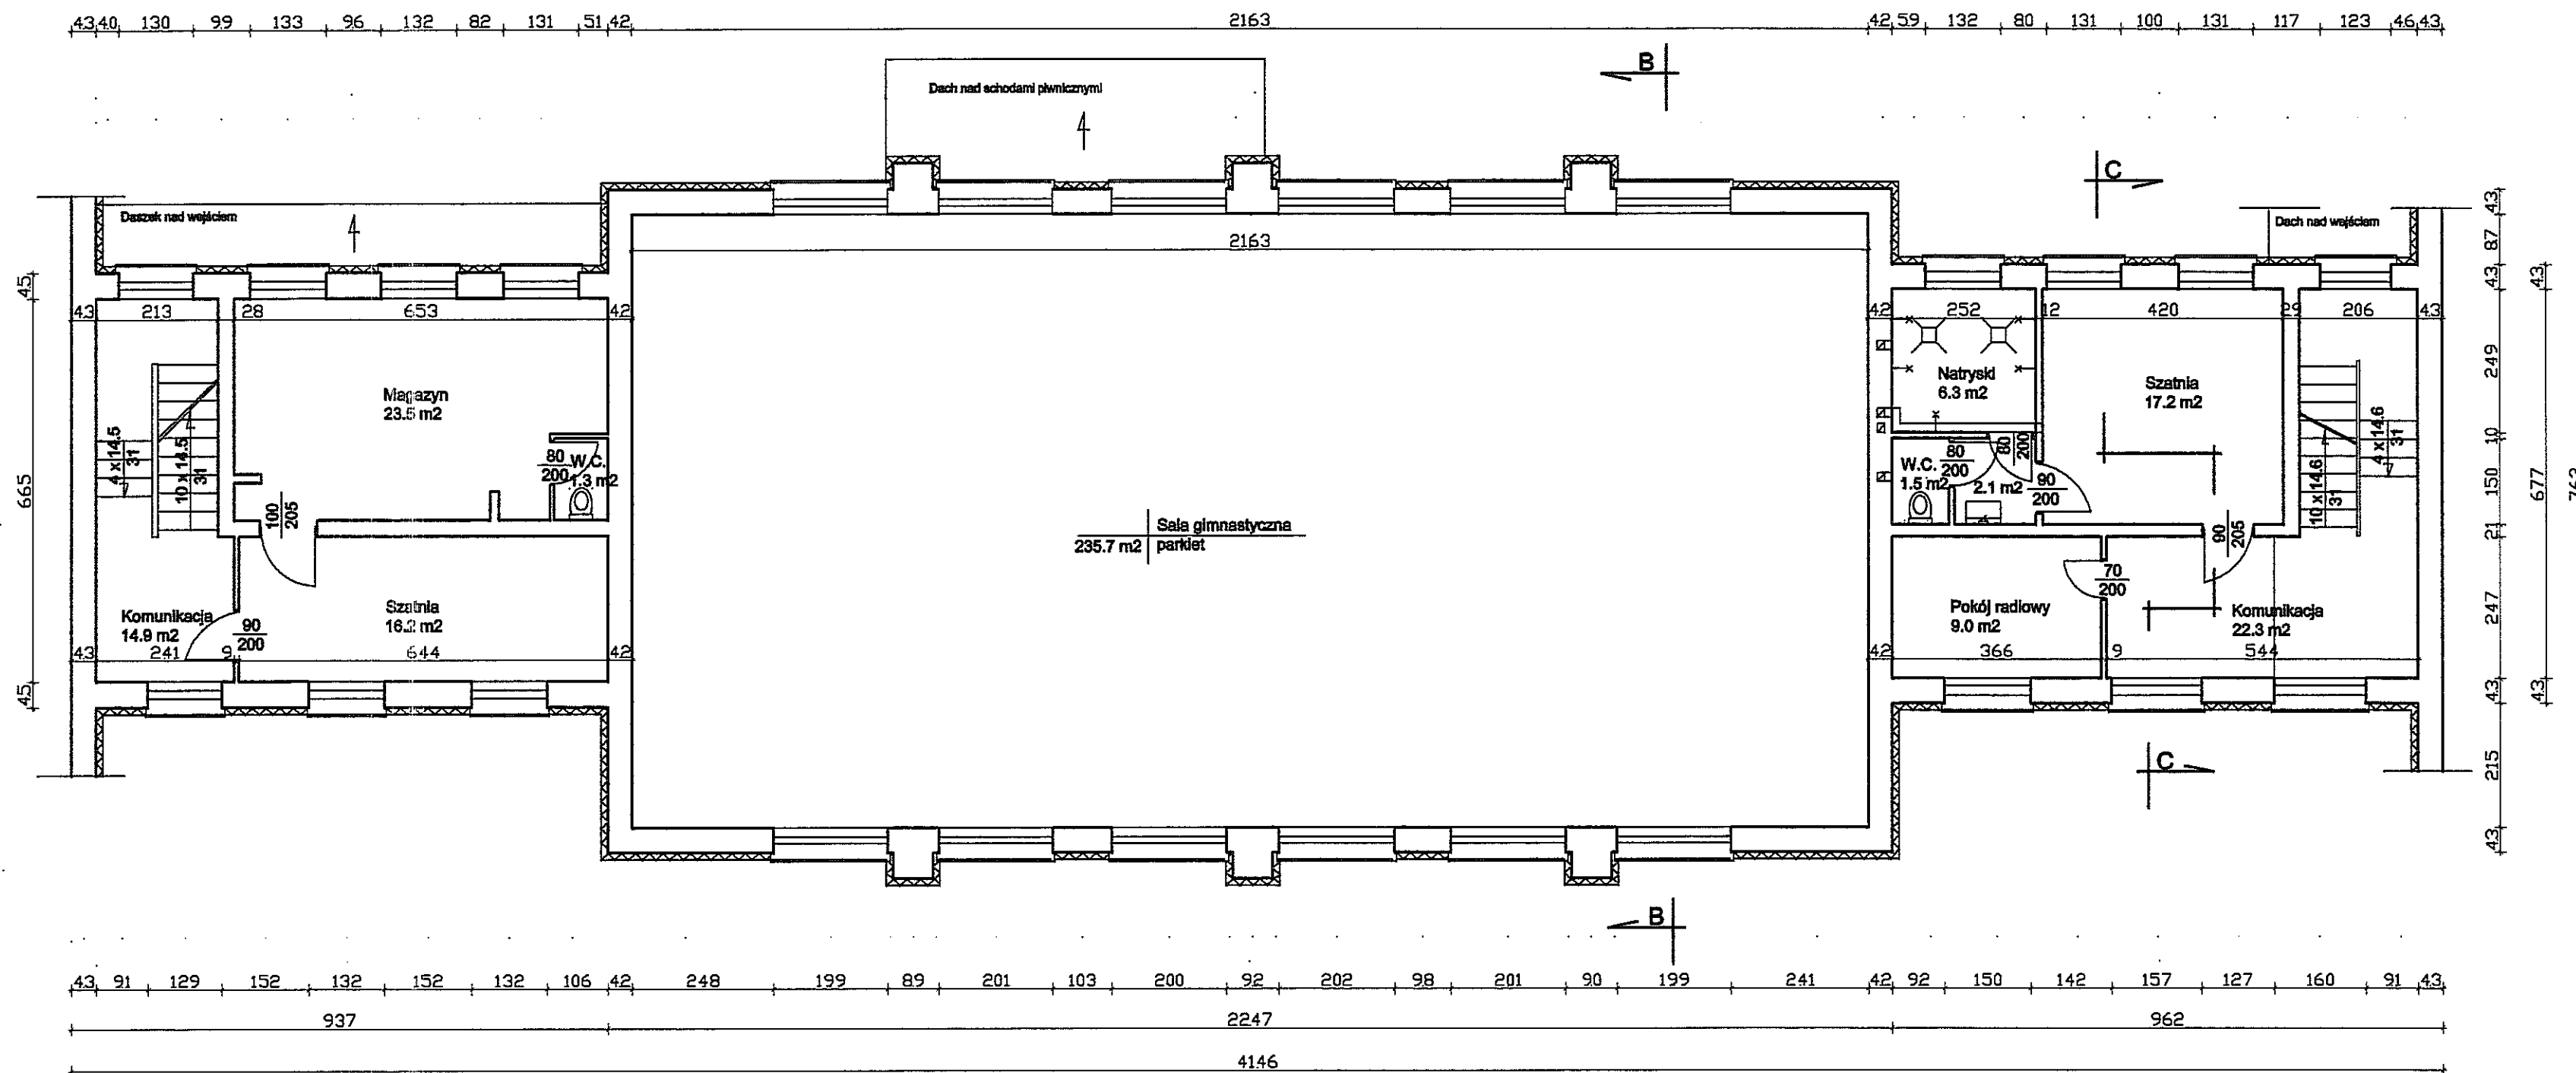 43 40 130 99 133 96 132 82 131 51 42 2163 42 59 132 80 131 100 131 117 123 46 43
B
Dach nad schodami piwnicznymi
C
Daszek nad wejściem
Dach nad wejściem
2163
43 213 28 653 42
42 252 12 420 29 206 43
Magazyn
23.5 m2
Natryski
6.3 m2
Szatnia
17.2 m2
4 x 14.5
31
10 x 14.5
31
80
200
W.C.
1.3 m2
100
205
W.C.
1.5 m2
80
200
80
200
2.1 m2
90
200
10 x 14.6
31
4 x 14.6
31
Sala gimnastyczna
235.7 m2 parkiet
90
205
70
200
Komunikacja
14.9 m2
90
200
Szatnia
16.2 m2
Pokój radiowy
9.0 m2
Komunikacja
22.3 m2
43 241 9 644 42
42 366 9 544
45 665 45
43 87 43 249 10 150 21 247 43 215 43
43 677 43
763
C
B
43 91 129 152 132 152 132 106 42 248 199 89 201 103 200 92 202 98 201 90 199 241 42 92 150 142 157 127 160 91 43
937 2247 962
4146